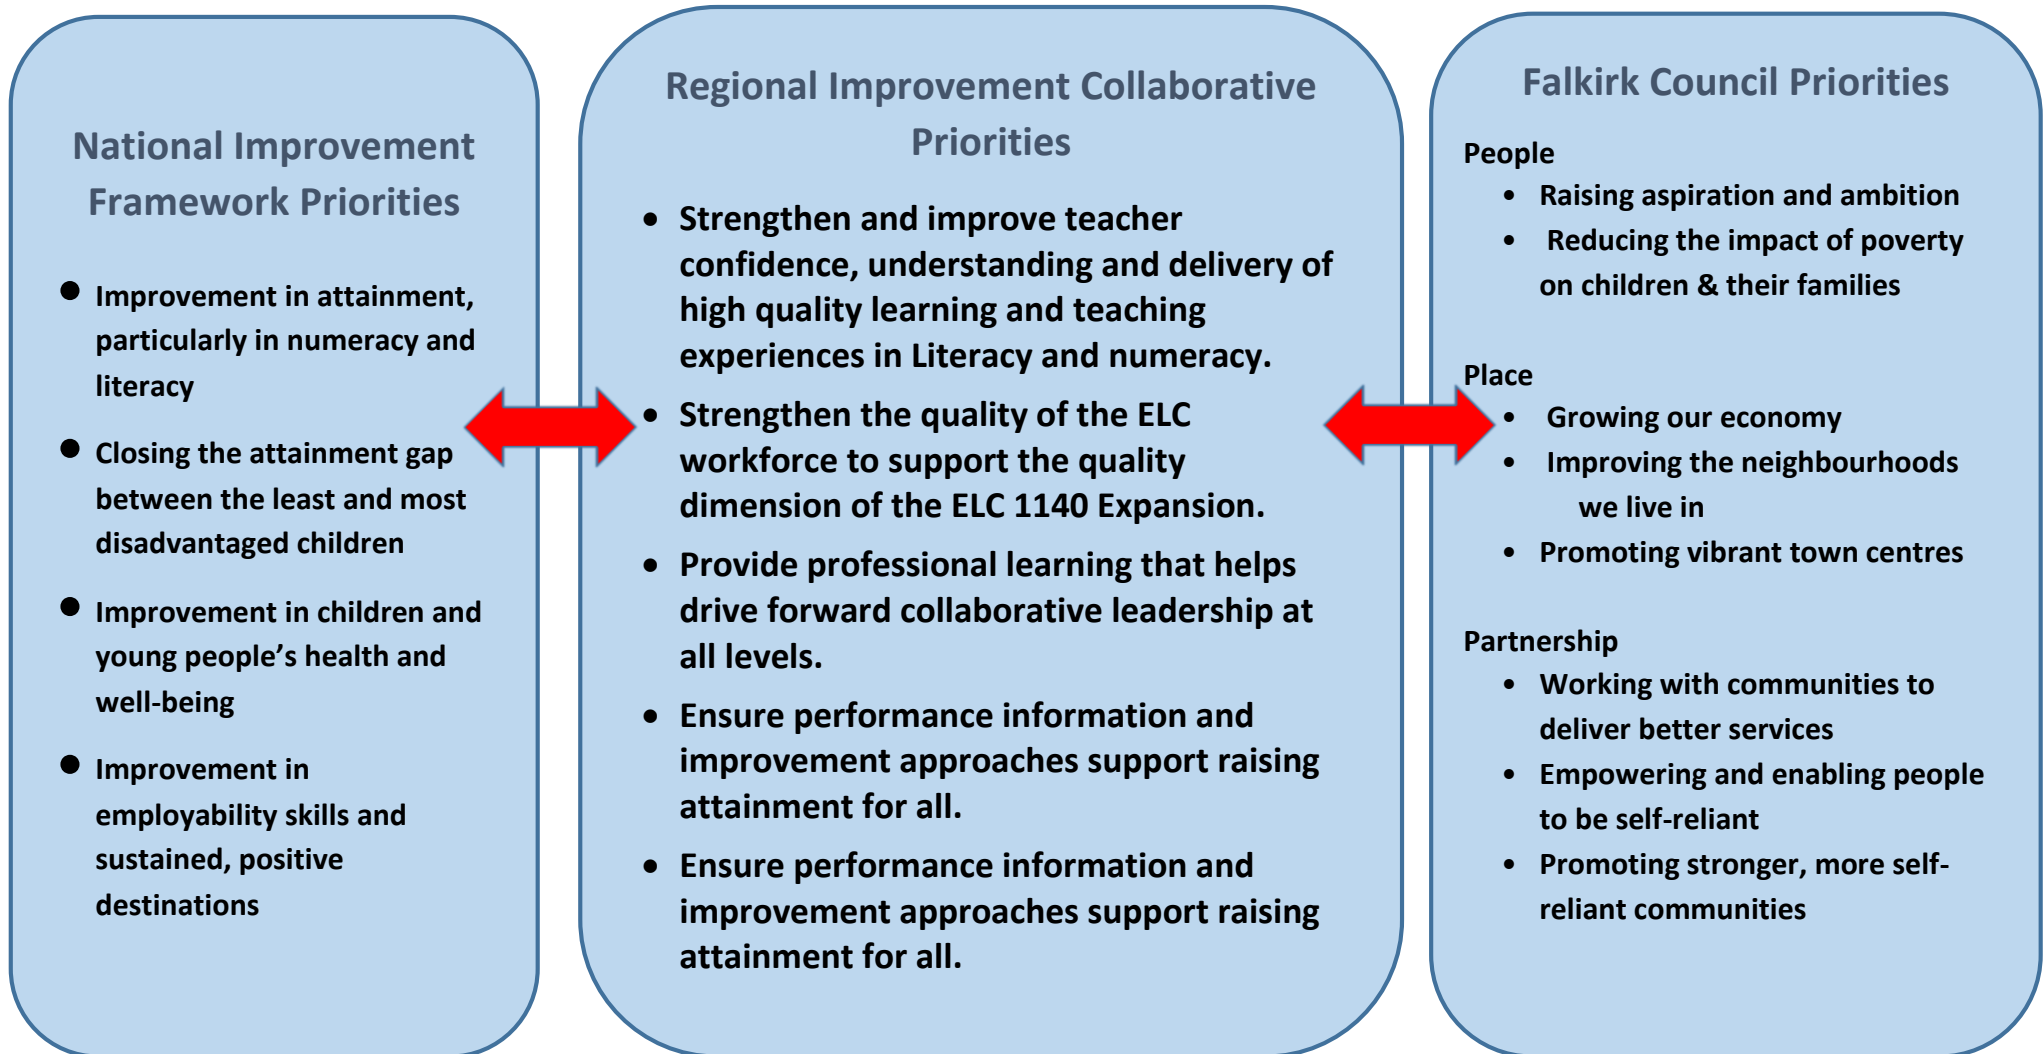 National Improvement
Framework Priorities
● Improvement in attainment,
particularly in numeracy and
literacy
● Closing the attainment gap
between the least and most
disadvantaged children
● Improvement in children and
young people’s health and
well-being
● Improvement in
employability skills and
sustained, positive
destinations
Regional Improvement Collaborative
Priorities
• Strengthen and improve teacher
confidence, understanding and delivery of
high quality learning and teaching
experiences in Literacy and numeracy.
• Strengthen the quality of the ELC
workforce to support the quality
dimension of the ELC 1140 Expansion.
• Provide professional learning that helps
drive forward collaborative leadership at
all levels.
• Ensure performance information and
improvement approaches support raising
attainment for all.
• Ensure performance information and
improvement approaches support raising
attainment for all.
Falkirk Council Priorities
People
• Raising aspiration and ambition
• Reducing the impact of poverty
on children & their families
Place
• Growing our economy
• Improving the neighbourhoods
we live in
• Promoting vibrant town centres
Partnership
• Working with communities to
deliver better services
• Empowering and enabling people
to be self-reliant
• Promoting stronger, more self-
reliant communities